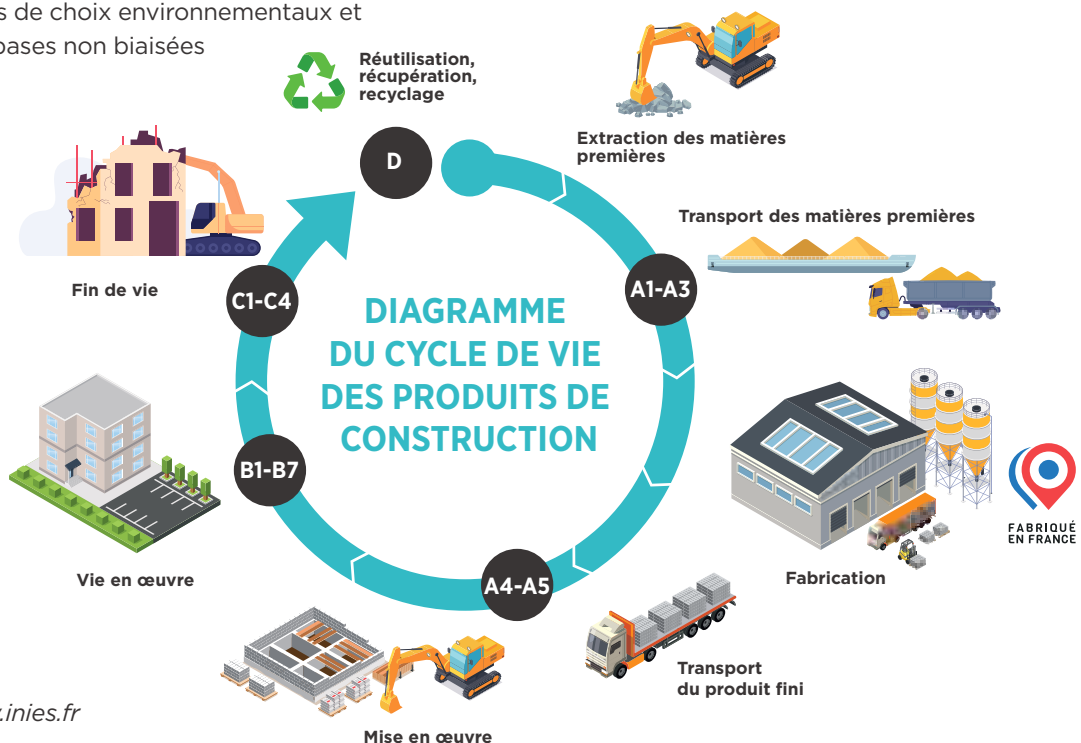 s de choix environnementaux et
bases non biaisées
Réutilisation,
récupération,
recyclage
D
Extraction des matières
premières
Transport des matières premières
A1-A3
Fin de vie
C1-C4
DIAGRAMME
DU CYCLE DE VIE
DES PRODUITS DE
CONSTRUCTION
B1-B7
FABRIQUÉ
EN FRANCE
Vie en œuvre
A4-A5
Fabrication
Transport
du produit fini
.inies.fr
Mise en œuvre